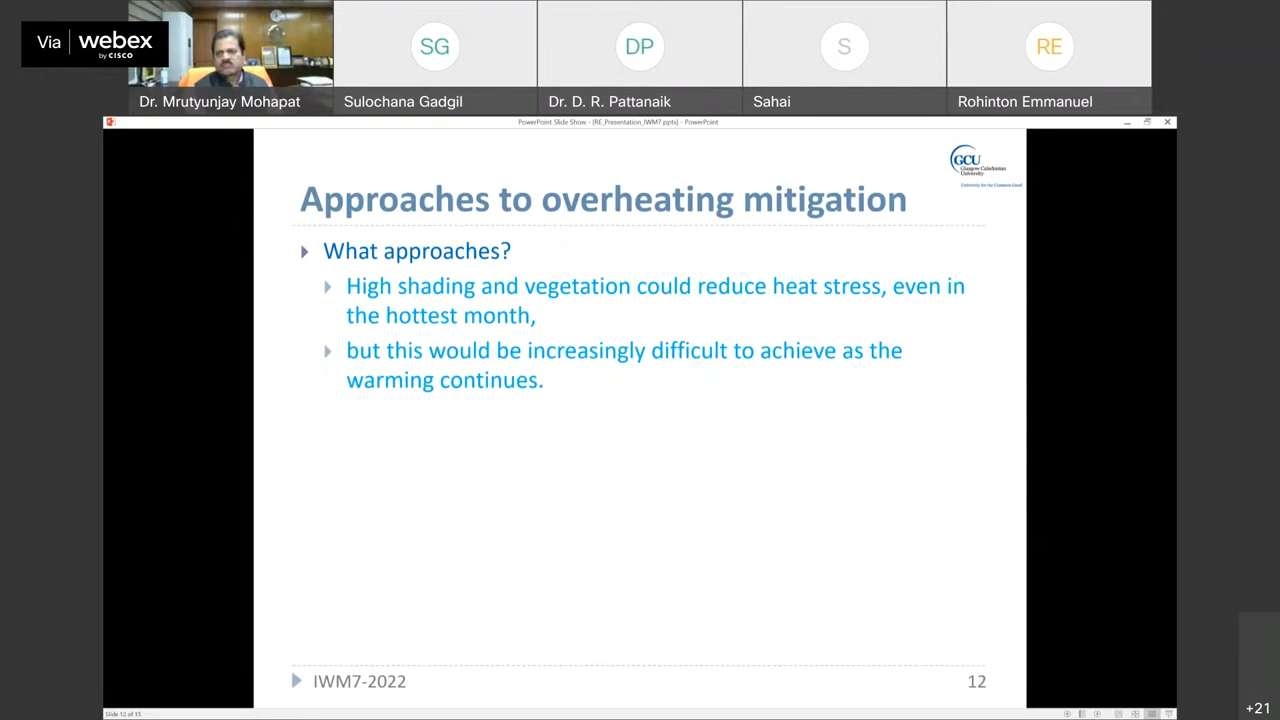 Via webex
by CISCO
SG
DP
S
RE
Dr. Mrutyunjay Mohapat
Sulochana Gadgil
Dr. D. R. Pattanaik
Sahai
Rohinton Emmanuel
PowerPoint Slide Show - [RE_Presentation_IWM7.pptx] - PowerPoint
GCU
Glasgow Caledonian
University
University for the Common Good
Approaches to overheating mitigation
What approaches?
High shading and vegetation could reduce heat stress, even in
the hottest month,
but this would be increasingly difficult to achieve as the
warming continues.
IWM7-2022
12
Slide 12 of 15
+21